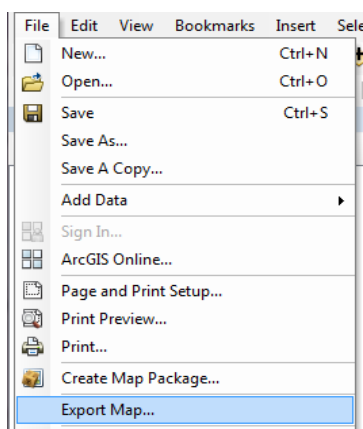 File Edit View Bookmarks Insert Sele
New... Ctrl+N
Open... Ctrl+O
Save Ctrl+S
Save As...
Save A Copy...
Add Data
Sign In...
ArcGIS Online...
Page and Print Setup...
Print Preview...
Print...
Create Map Package...
Export Map...